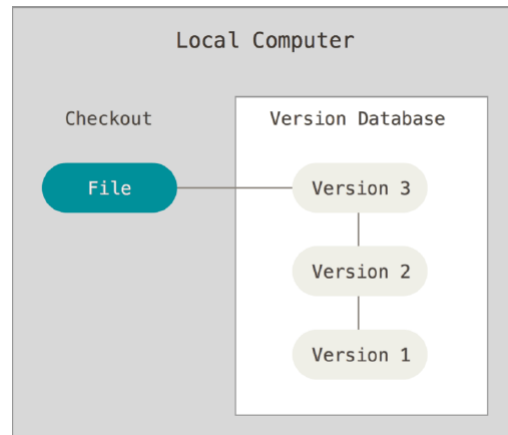 Local Computer
Checkout
Version Database
File
Version 3
Version 2
Version 1